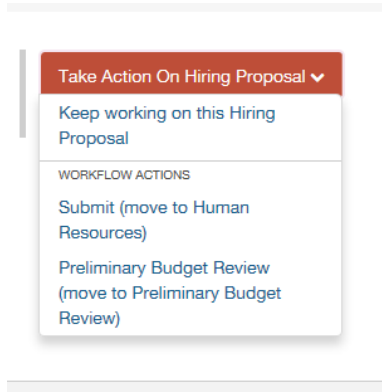 Take Action On Hiring Proposal
Keep working on this Hiring
Proposal
WORKFLOW ACTIONS
Submit (move to Human
Resources)
Preliminary Budget Review
(move to Preliminary Budget
Review)